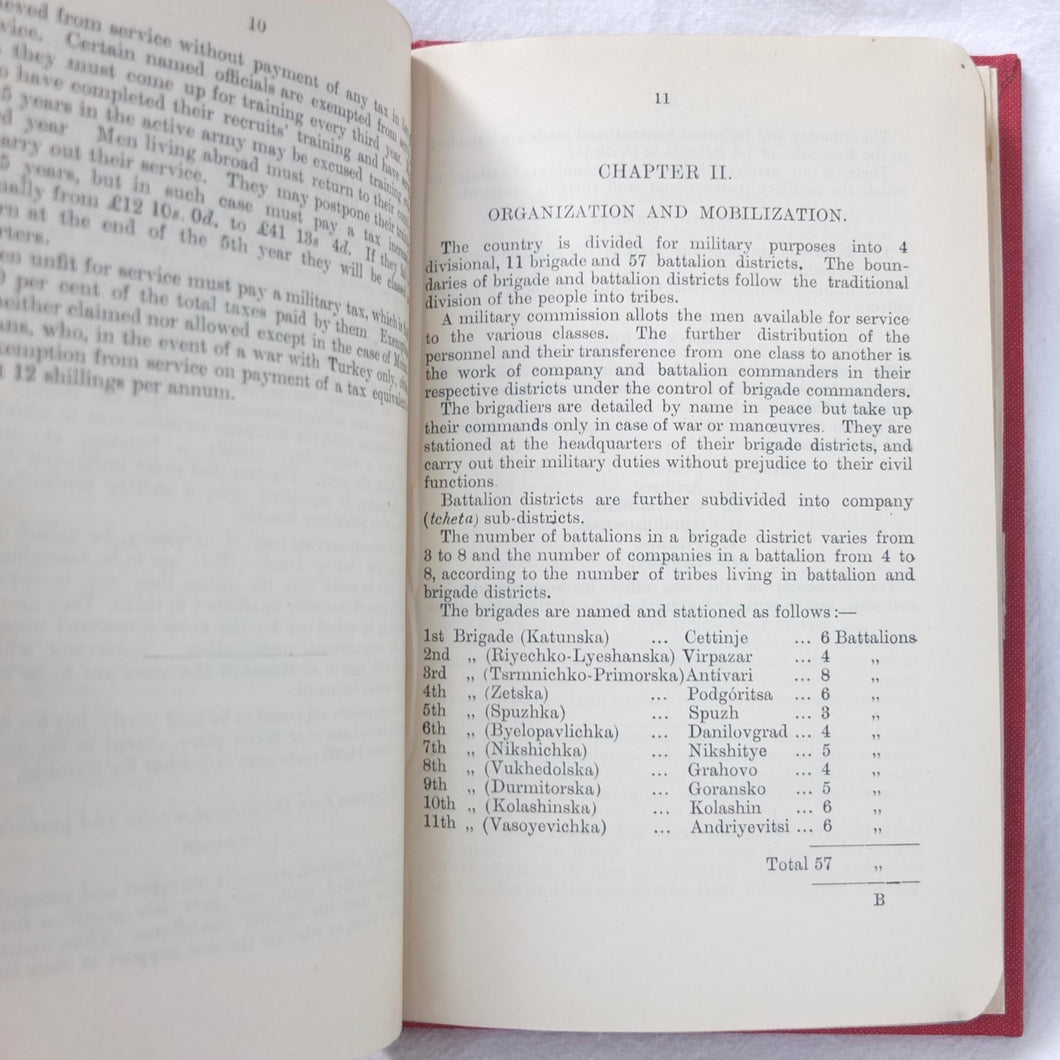 10
ieved from service without payment of any tax in
vice. Certain named officials are exempted from
they must come up for training every third year.
have completed their recruits' training and have
5 years in the active army may be excused training
d year Men living abroad must return to their
arry out their service. They may postpone their
5 years, but in such case must pay a tax
ually from £12 10s. 0d. to £41 13s 4d. If they
rn at the end of the 5th year they will be classed
rters.
en unfit for service must pay a military tax, which is
) per cent of the total taxes paid by them
neither claimed nor allowed except in the case of
ans, who, in the event of a war with Turkey only,
xemption from service on payment of a tax
t 12 shillings per annum.
11
CHAPTER II.
ORGANIZATION AND MOBILIZATION.
The country is divided for military purposes into 4
divisional, 11 brigade and 57 battalion districts. The boun-
daries of brigade and battalion districts follow the traditional
division of the people into tribes.
A military commission allots the men available for service
to the various classes. The further distribution of the
personnel and their transference from one class to another is
the work of company and battalion commanders in their
respective districts under the control of brigade commanders.
The brigadiers are detailed by name in peace but take up
their commands only in case of war or manœuvres. They are
stationed at the headquarters of their brigade districts, and
carry out their military duties without prejudice to their civil
functions.
Battalion districts are further subdivided into company
(tcheta) sub-districts.
The number of battalions in a brigade district varies from
3 to 8 and the number of companies in a battalion from 4 to
8, according to the number of tribes living in battalion and
brigade districts.
The brigades are named and stationed as follows :—
1st Brigade (Katunska) ... Cettinje ... 6 Battalions
2nd „ (Riyechko-Lyeshanska) Virpazar ... 4 „
3rd „ (Tsrmnichko-Primorska) Antívari ... 8 „
4th „ (Zetska) ... Podgóritsa ... 6 „
5th „ (Spuzhka) ... Spuzh ... 3 „
6th „ (Byelopavlichka) ... Danilovgrad ... 4 „
7th „ (Nikshichka) ... Nikshitye ... 5 „
8th „ (Vukhedolska) ... Grahovo ... 4 „
9th „ (Durmitorska) ... Goransko ... 5 „
10th „ (Kolashinska) ... Kolashin ... 6 „
11th „ (Vasoyevichka) ... Andriyevitsi ... 6 „
Total 57 „
B